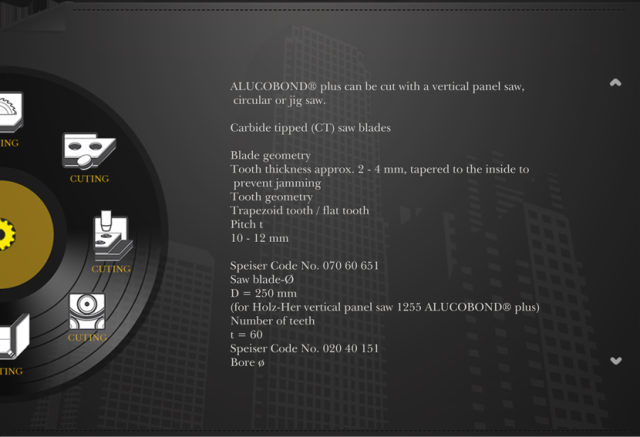 ALUCOBOND® plus can be cut with a vertical panel saw,
circular or jig saw.
Carbide tipped (CT) saw blades
Blade geometry
Tooth thickness approx. 2 - 4 mm, tapered to the inside to
prevent jamming
Tooth geometry
Trapezoid tooth / flat tooth
Pitch t
10 - 12 mm
Speiser Code No. 070 60 651
Saw blade-Ø
D = 250 mm
(for Holz-Her vertical panel saw 1255 ALUCOBOND® plus)
Number of teeth
t = 60
Speiser Code No. 020 40 151
Bore ø
ING
CUTING
CUTING
CUTING
TING